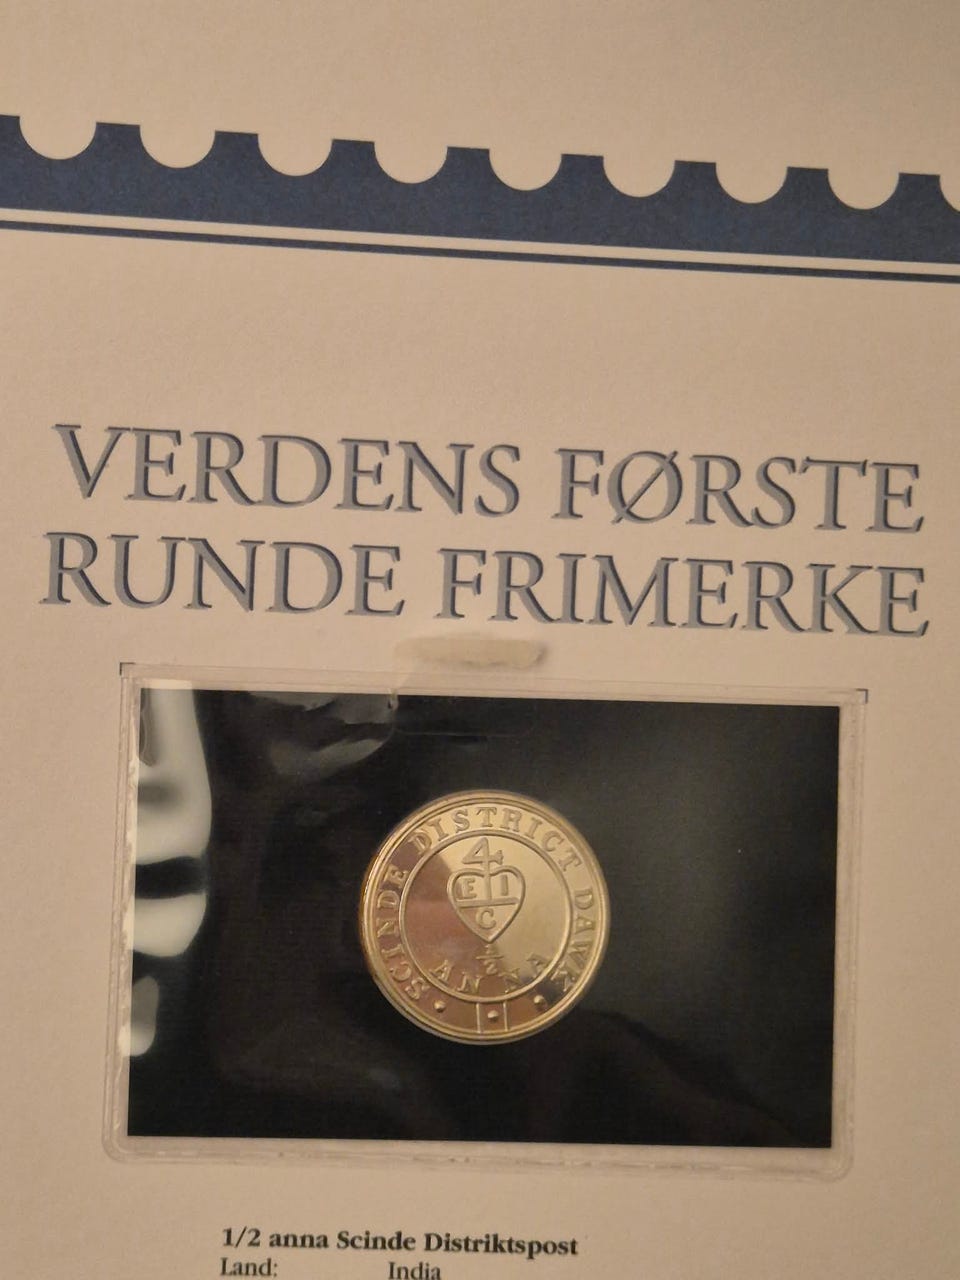 VERDENS FØRSTE
RUNDE FRIMERKE
SCINDE DISTRICT DAWK
4
E I
C
1/2
ANNA
1/2 anna Scinde Distriktspost
Land: India